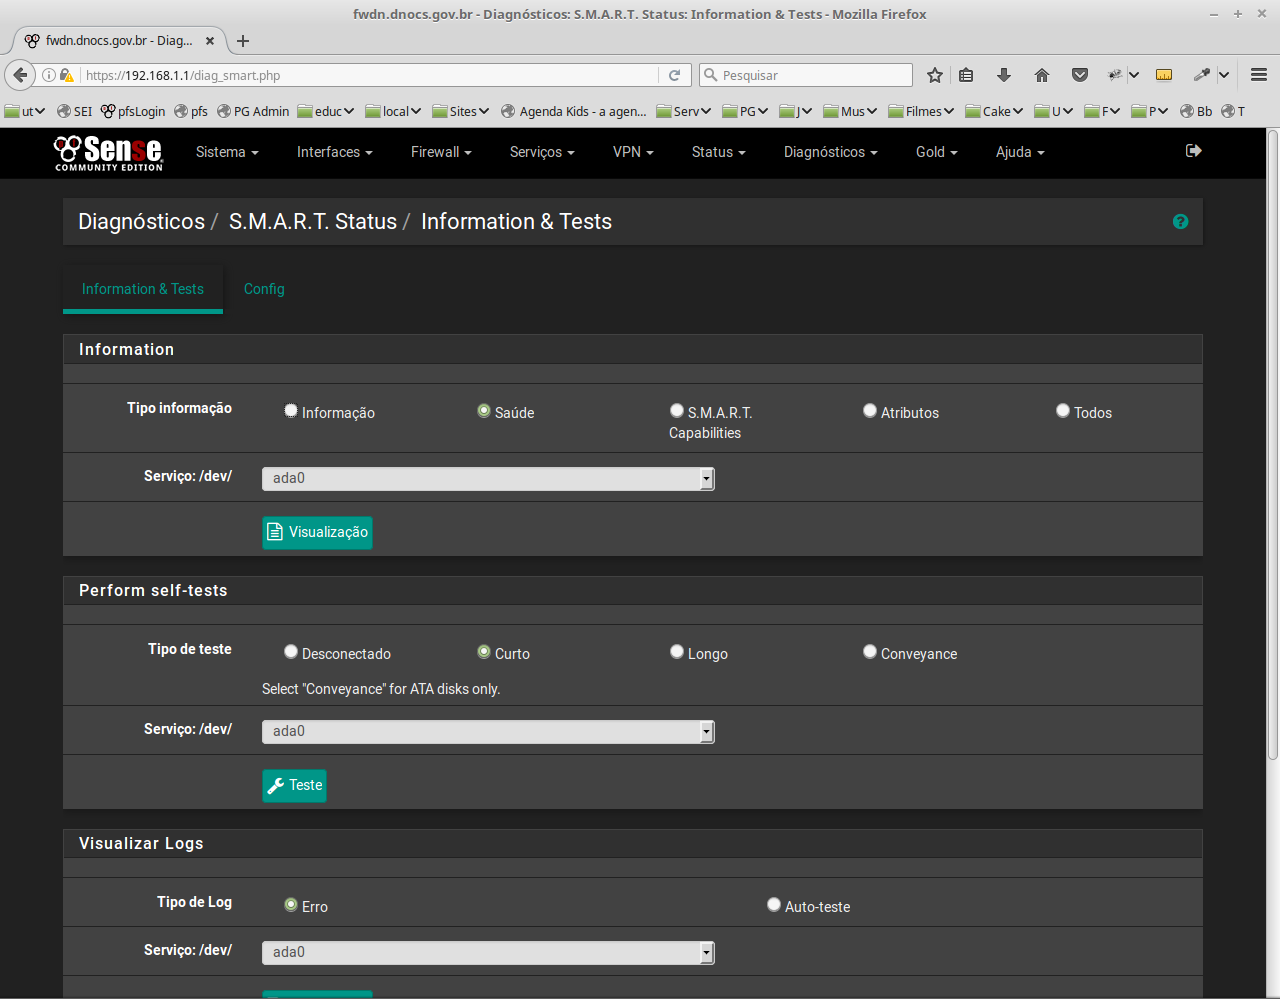 fwdn.dnocs.gov.br - Diagnósticos: S.M.A.R.T. Status: Information & Tests - Mozilla Firefox
fwdn.dnocs.gov.br - Diag...
https://192.168.1.1/diag_smart.php
Pesquisar
ut SEI pfsLogin pfs PG Admin educ local Sites Agenda Kids - a agen... Serv PG J Mus Filmes Cake U F P Bb T
Sense
COMMUNITY EDITION
Sistema Interfaces Firewall Serviços VPN Status Diagnósticos Gold Ajuda
Diagnósticos / S.M.A.R.T. Status / Information & Tests
Information & Tests Config
Information
Tipo informação Informação Saúde S.M.A.R.T. Capabilities Atributos Todos
Serviço: /dev/ ada0
Visualização
Perform self-tests
Tipo de teste Desconectado Curto Longo Conveyance
Select "Conveyance" for ATA disks only.
Serviço: /dev/ ada0
Teste
Visualizar Logs
Tipo de Log Erro Auto-teste
Serviço: /dev/ ada0